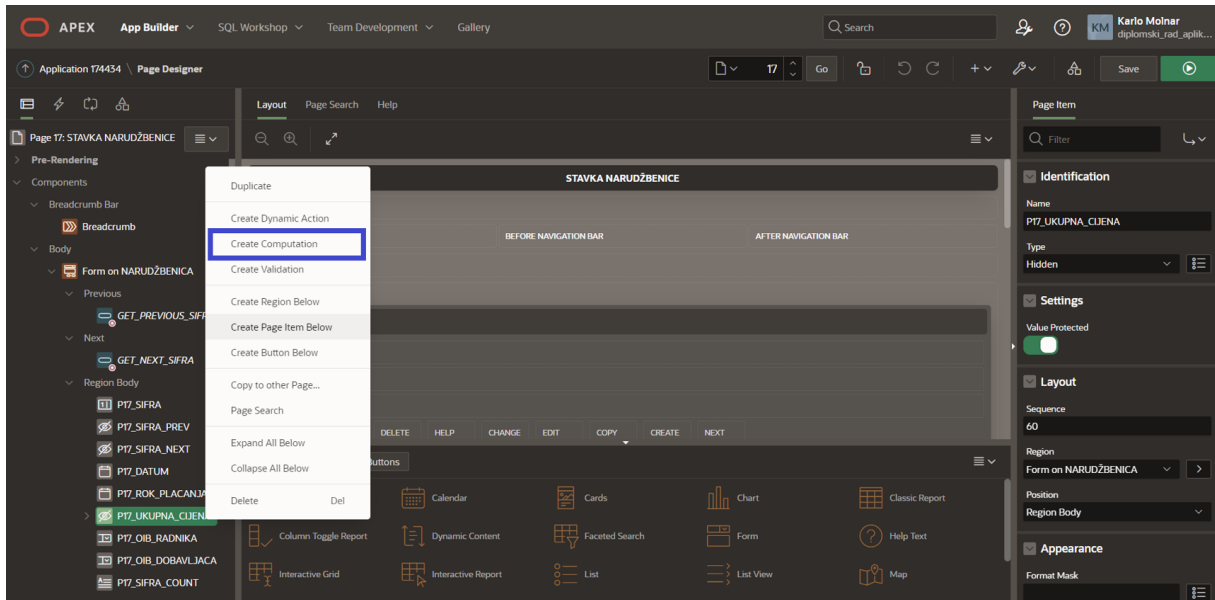 APEX App Builder SQL Workshop Team Development Gallery Search KM Karlo Molnar
diplomski_rad_aplik...
Application 174434 \ Page Designer 17 Go Save
Layout Page Search Help Page Item
Page 17: STAVKA NARUDŽBENICE Filter
Pre-Rendering
Components
Breadcrumb Bar
Breadcrumb
Body
Form on NARUDŽBENICA
Previous
GET_PREVIOUS_SIF
Next
GET_NEXT_SIFRA
Region Body
P17_SIFRA
P17_SIFRA_PREV
P17_SIFRA_NEXT
P17_DATUM
P17_ROK_PLACANJA
P17_UKUPNA_CIJEN
P17_OIB_RADNIKA
P17_OIB_DOBAVLJACA
P17_SIFRA_COUNT
Duplicate
Create Dynamic Action
Create Computation
Create Validation
Create Region Below
Create Page Item Below
Create Button Below
Copy to other Page...
Page Search
Expand All Below
Collapse All Below
Delete Del
STAVKA NARUDŽBENICE
BEFORE NAVIGATION BAR AFTER NAVIGATION BAR
DELETE HELP CHANGE EDIT COPY CREATE NEXT
Buttons
Calendar Cards Chart Classic Report
Column Toggle Report Dynamic Content Faceted Search Form Help Text
Interactive Grid Interactive Report List List View Map
Identification
Name
P17_UKUPNA_CIJENA
Type
Hidden
Settings
Value Protected
Layout
Sequence
60
Region
Form on NARUDŽBENICA
Position
Region Body
Appearance
Format Mask